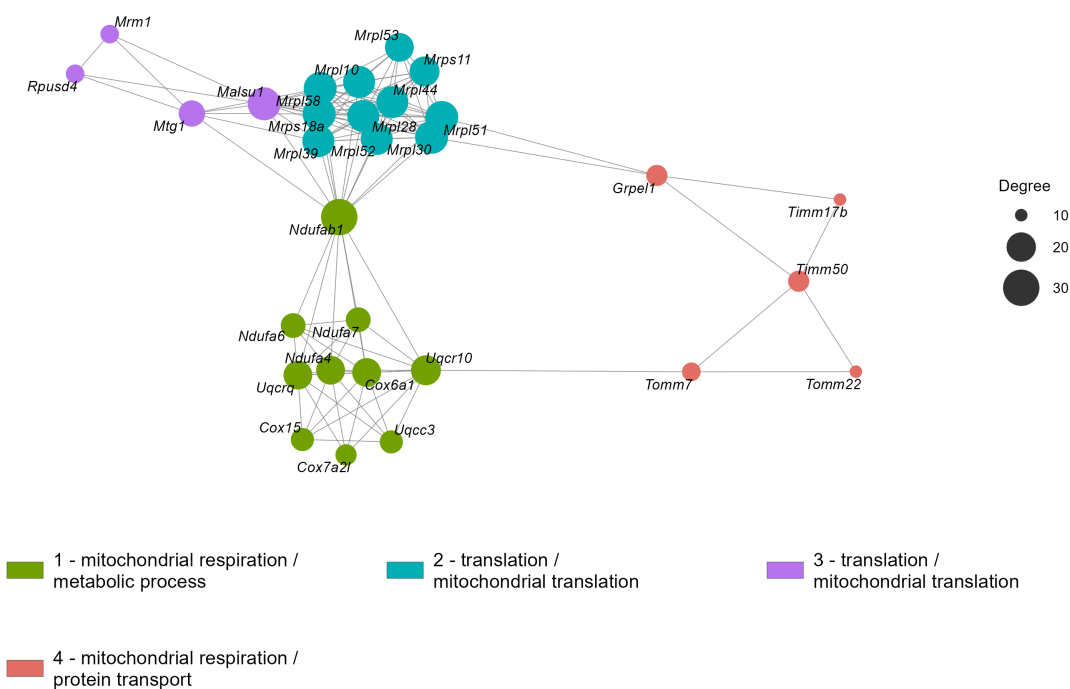 Mrm1
Mrpl53
Mrps11
Mrpl10
Rpusd4
Malsu1
Mrpl58
Mrpl44
Mtg1
Mrps18a
Mrpl28
Mrpl51
Mrpl39
Mrpl52
Mrpl30
Grpel1
Degree
Timm17b
10
Ndufab1
20
Timm50
30
Ndufa6
Ndufa7
Ndufa4
Uqcr10
Uqcrq
Cox6a1
Tomm7
Tomm22
Cox15
Uqcc3
Cox7a2l
1 - mitochondrial respiration /
metabolic process
2 - translation /
mitochondrial translation
3 - translation /
mitochondrial translation
4 - mitochondrial respiration /
protein transport